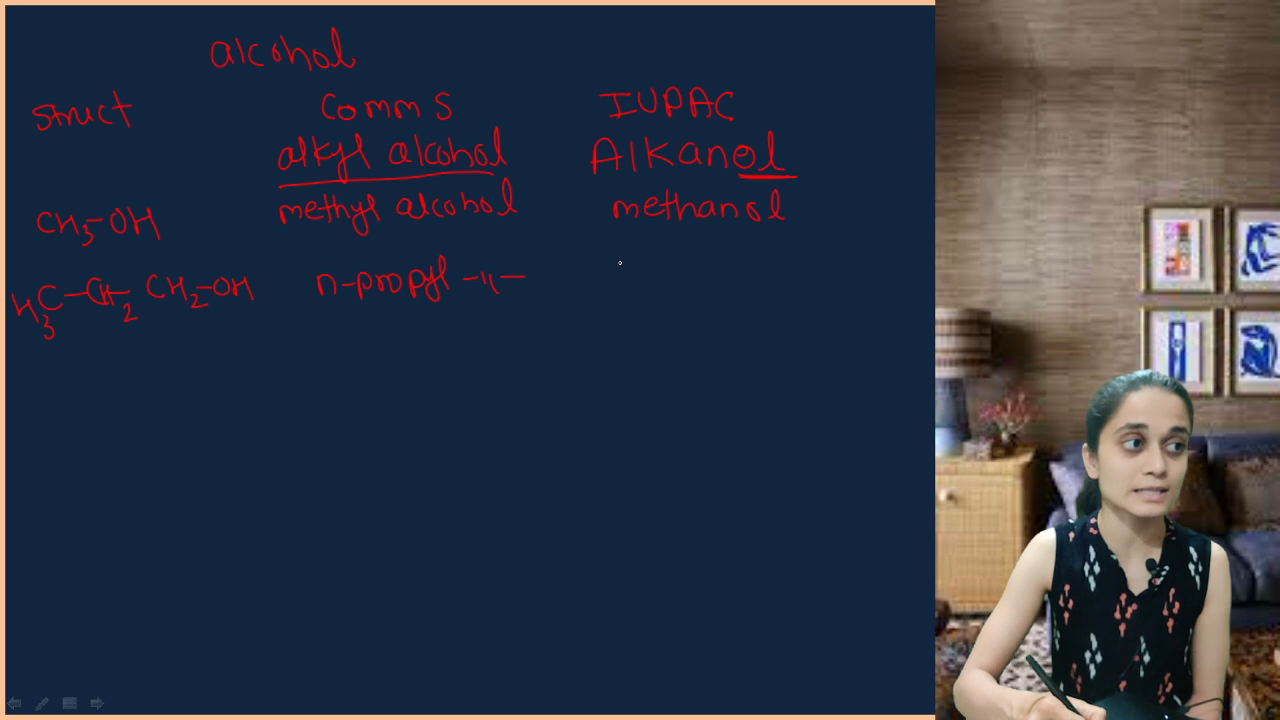 alcohol
struct Comm S IUPAC
alkyl alcohol Alkanol
CH3-OH methyl alcohol methanol
H3C-CH2 CH2-OH n-propyl -〃-